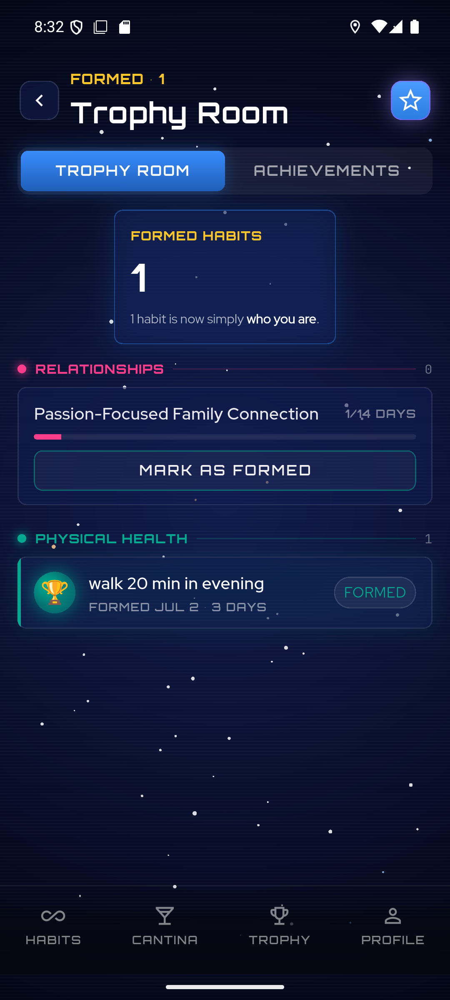 8:32
FORMED · 1
Trophy Room
TROPHY ROOM
ACHIEVEMENTS
FORMED HABITS
1
1 habit is now simply who you are.
RELATIONSHIPS
0
Passion-Focused Family Connection
1/14 DAYS
MARK AS FORMED
PHYSICAL HEALTH
1
walk 20 min in evening
FORMED JUL 2 · 3 DAYS
FORMED
HABITS
CANTINA
TROPHY
PROFILE